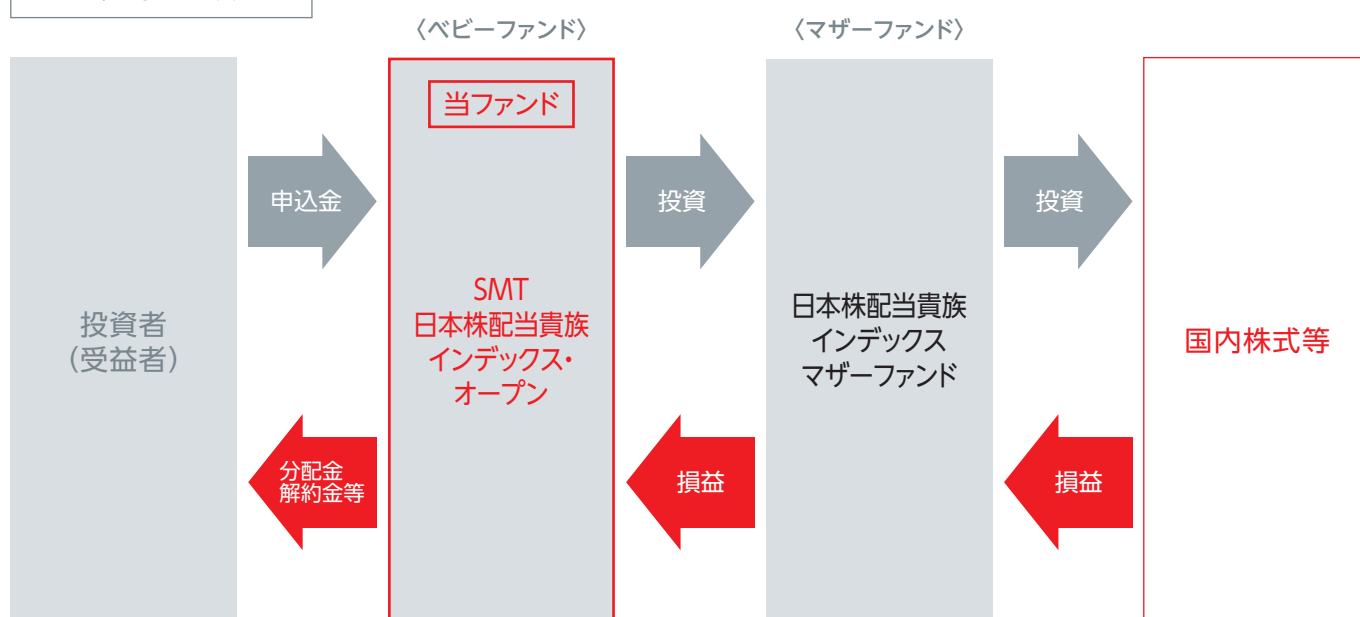 〈ベビーファンド〉
〈マザーファンド〉
投資者
(受益者)
申込金
分配金
解約金等
当ファンド
SMT
日本株配当貴族
インデックス・
オープン
投資
損益
日本株配当貴族
インデックス
マザーファンド
投資
損益
国内株式等